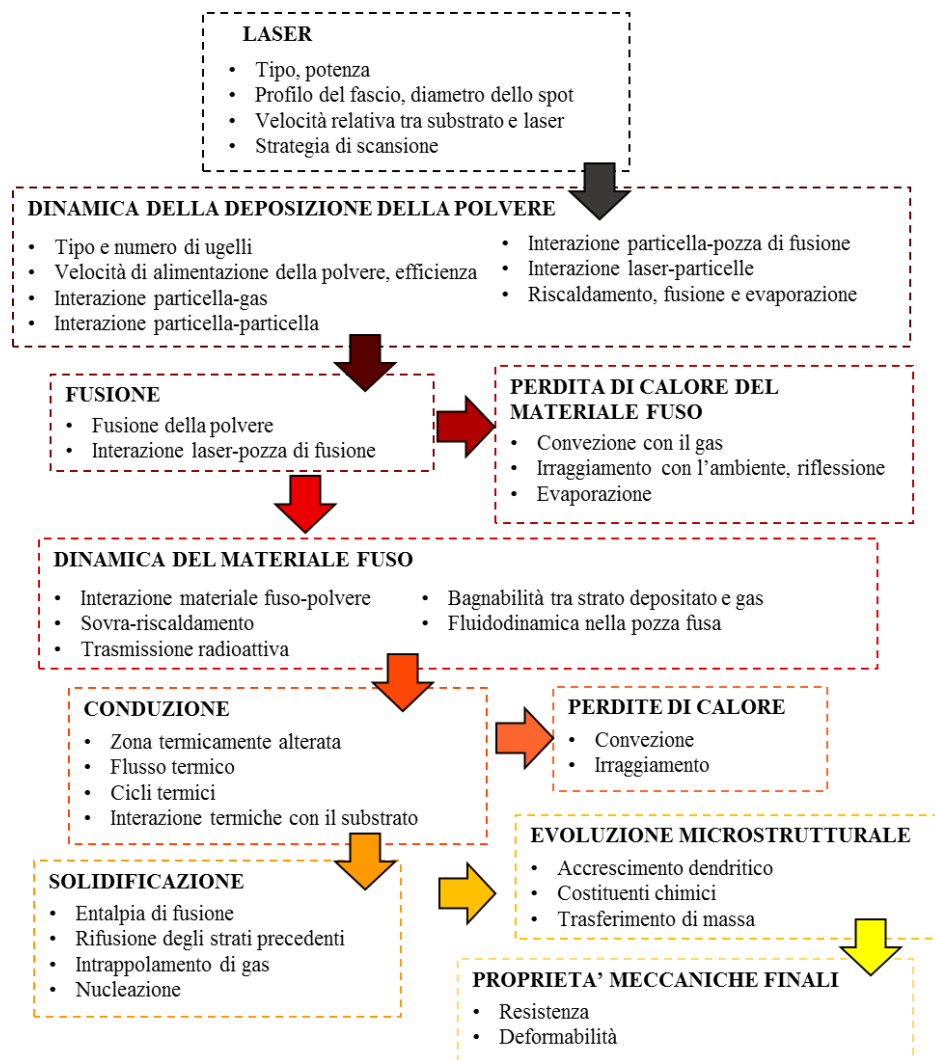 LASER
• Tipo, potenza
• Profilo del fascio, diametro dello spot
• Velocità relativa tra substrato e laser
• Strategia di scansione
DINAMICA DELLA DEPOSIZIONE DELLA POLVERE
• Tipo e numero di ugelli
• Velocità di alimentazione della polvere, efficienza
• Interazione particella-gas
• Interazione particella-particella
• Interazione particella-pozza di fusione
• Interazione laser-particelle
• Riscaldamento, fusione e evaporazione
FUSIONE
• Fusione della polvere
• Interazione laser-pozza di fusione
PERDITA DI CALORE DEL
MATERIALE FUSO
• Convezione con il gas
• Irraggiamento con l’ambiente, riflessione
• Evaporazione
DINAMICA DEL MATERIALE FUSO
• Interazione materiale fuso-polvere
• Sovra-riscaldamento
• Trasmissione radioattiva
• Bagnabilità tra strato depositato e gas
• Fluidodinamica nella pozza fusa
CONDUZIONE
• Zona termicamente alterata
• Flusso termico
• Cicli termici
• Interazione termiche con il substrato
PERDITE DI CALORE
• Convezione
• Irraggiamento
SOLIDIFICAZIONE
• Entalpia di fusione
• Rifusione degli strati precedenti
• Intrappolamento di gas
• Nucleazione
EVOLUZIONE MICROSTRUTTURALE
• Accrescimento dendritico
• Costituenti chimici
• Trasferimento di massa
PROPRIETA’ MECCANICHE FINALI
• Resistenza
• Deformabilità